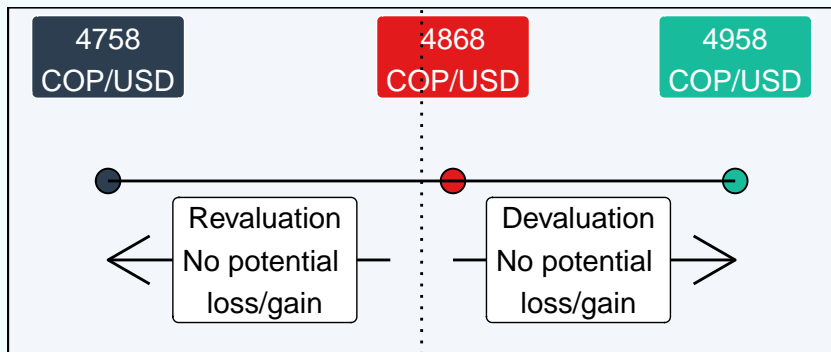 4758
COP/USD
4868
COP/USD
4958
COP/USD
Revaluation
No potential
loss/gain
Devaluation
No potential
loss/gain